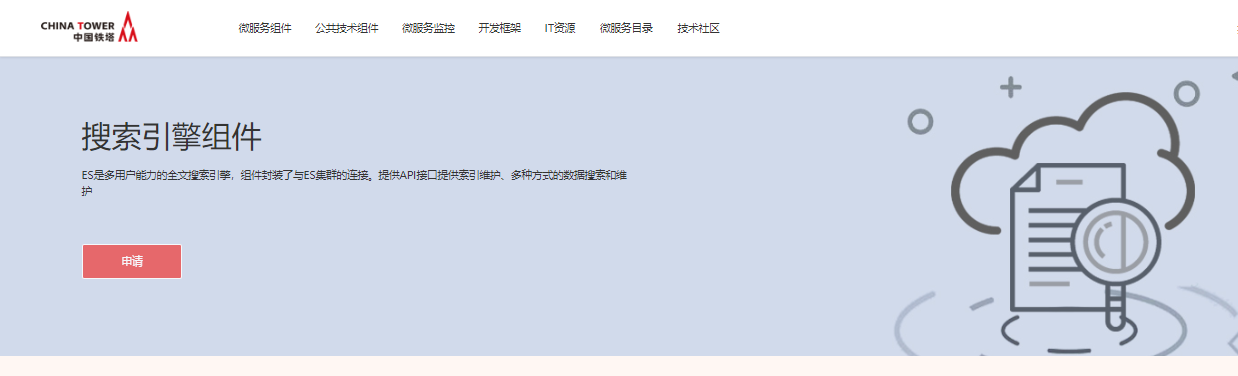 CHINA TOWER
中国铁塔
微服务组件 公共技术组件 微服务监控 开发框架 IT资源 微服务目录 技术社区
搜索引擎组件
ES是多用户能力的全文搜索引擎，组件封装了与ES集群的连接。提供API接口提供索引维护、多种方式的数据搜索和维
护
申请